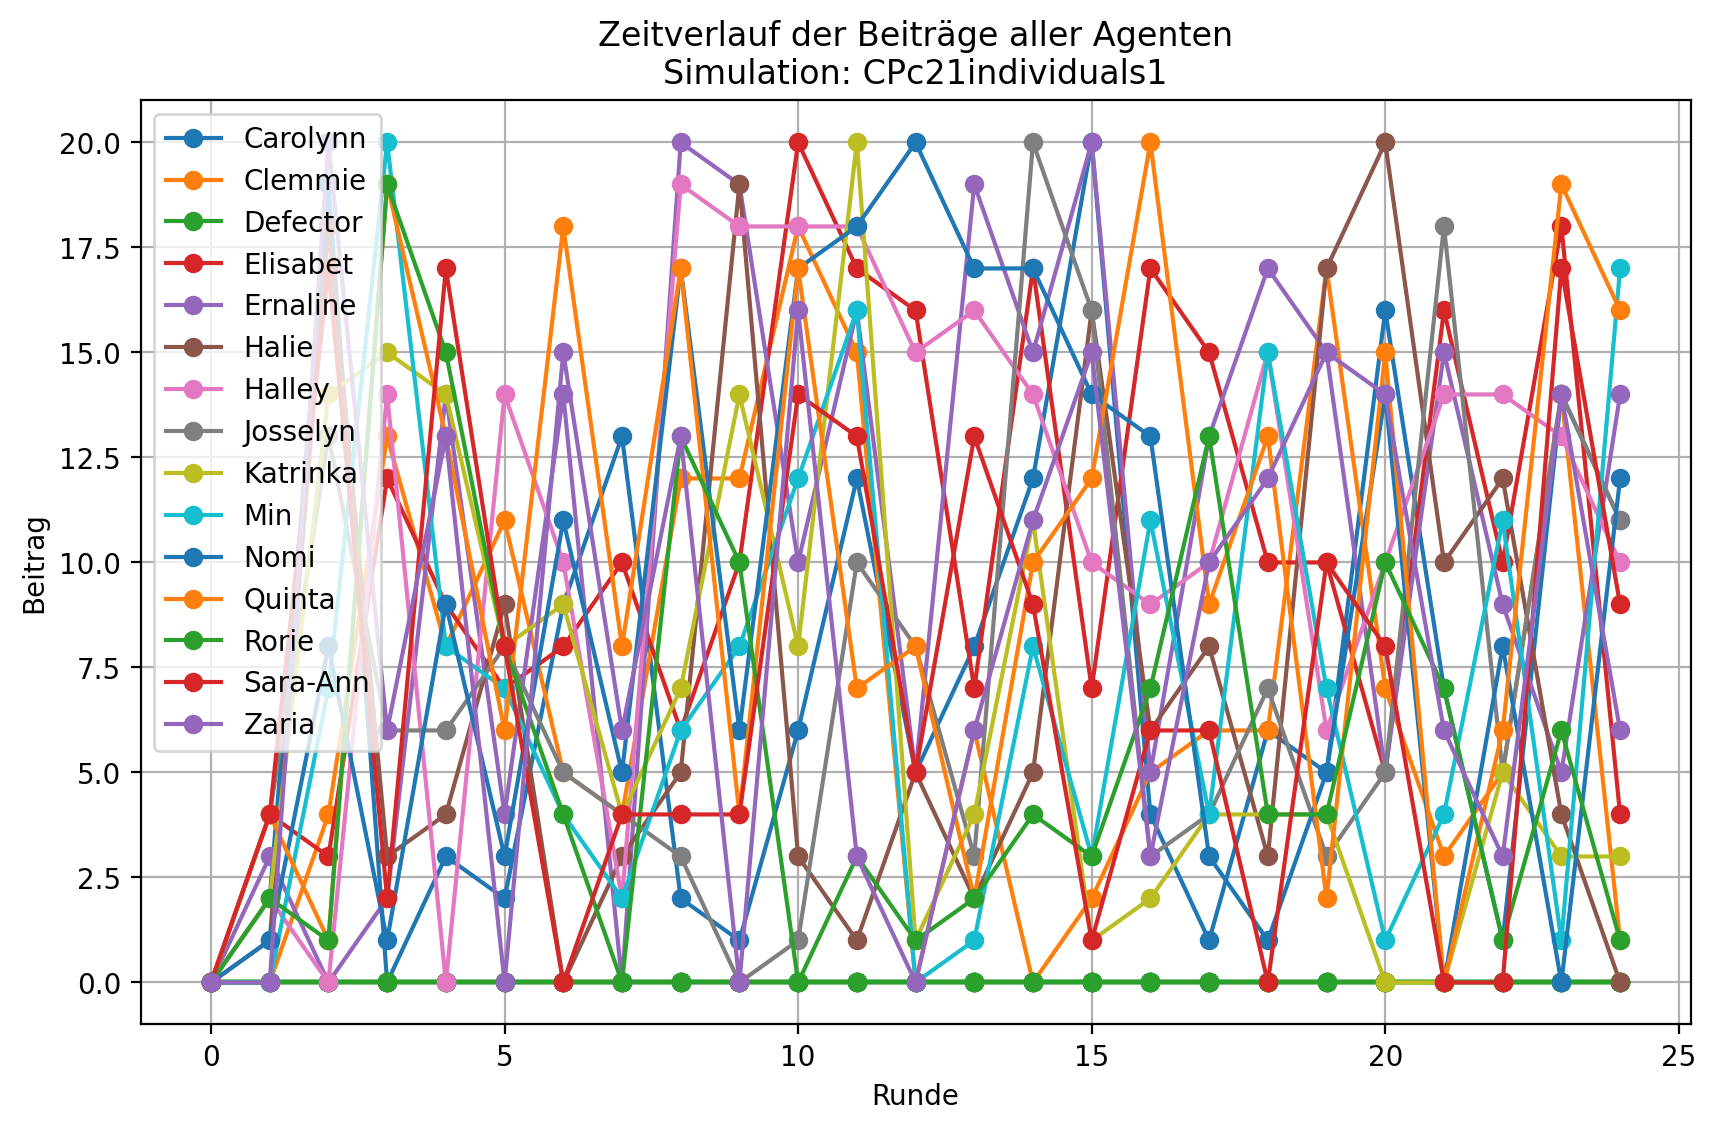 Zeitverlauf der Beiträge aller Agenten
Simulation: CPc21individuals1
Beitrag
20.0
17.5
15.0
12.5
10.0
7.5
5.0
2.5
0.0
Carolynn
Clemmie
Defector
Elisabet
Ernaline
Halie
Halley
Josselyn
Katrinka
Min
Nomi
Quinta
Rorie
Sara-Ann
Zaria
0 5 10 15 20 25
Runde